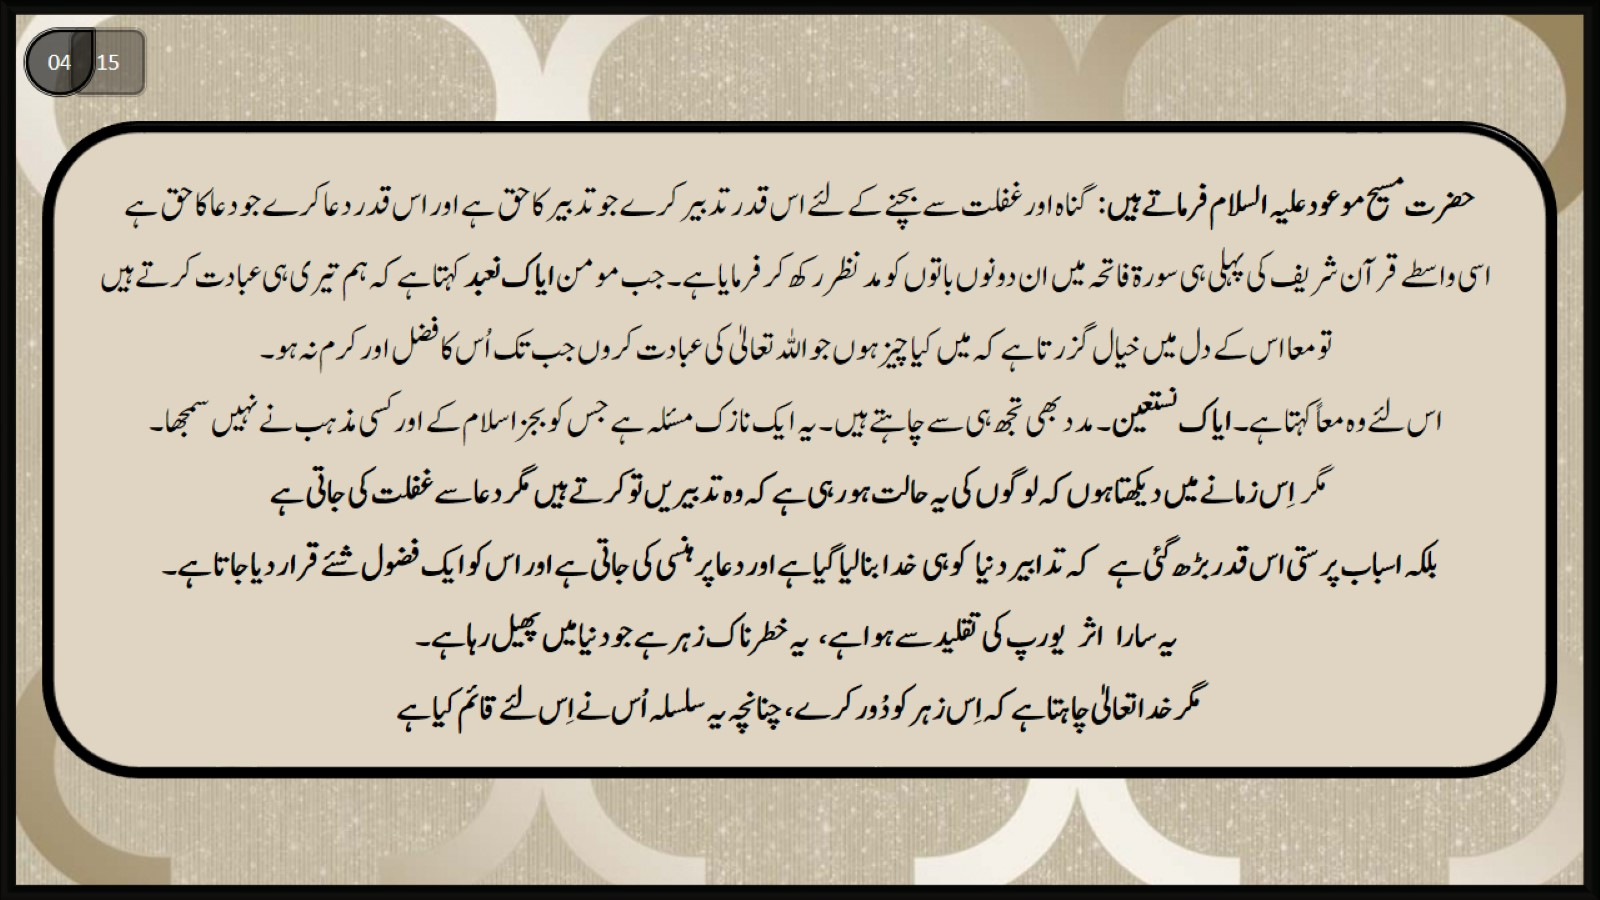 04 15
حضرت مسیح موعود علیہ السلام فرماتے ہیں: گناہ اور غفلت سے بچنے کے لئے اس قدر تدبیر کرے جو تدبیر کا حق ہے اور اس قدر دعا کرے جو دعا کا حق ہے
اسی واسطے قرآن شریف کی پہلی ہی سورۃ فاتحہ میں ان دونوں باتوں کو مد نظر رکھ کر فرمایا ہے۔ جب مومن ایاک نعبد کہتا ہے کہ ہم تیری ہی عبادت کرتے ہیں
تو معا اس کے دل میں خیال گزرتا ہے کہ میں کیا چیز ہوں جو اللہ تعالیٰ کی عبادت کروں جب تک اُس کا فضل اور کرم نہ ہو۔
اس لئے وہ معاً کہتا ہے۔ ایاک نستعین۔ مدد بھی تجھ ہی سے چاہتے ہیں۔ یہ ایک نازک مسئلہ ہے جس کو بجز اسلام کے اور کسی مذہب نے نہیں سمجھا۔
مگر اِس زمانے میں دیکھتا ہوں کہ لوگوں کی یہ حالت ہو رہی ہے کہ وہ تدبیریں تو کرتے ہیں مگر دعا سے غفلت کی جاتی ہے
بلکہ اسباب پرستی اس قدر بڑھ گئی ہے کہ تدابیر دنیا کو ہی خدا بنا لیا گیا ہے اور دعا پر ہنسی کی جاتی ہے اور اس کو ایک فضول شئے قرار دیا جاتا ہے۔
یہ سارا اثر یورپ کی تقلید سے ہوا ہے، یہ خطرناک زہر ہے جو دنیا میں پھیل رہا ہے۔
مگر خدا تعالیٰ چاہتا ہے کہ اِس زہر کو دُور کرے، چنانچہ یہ سلسلہ اُس نے اِس لئے قائم کیا ہے